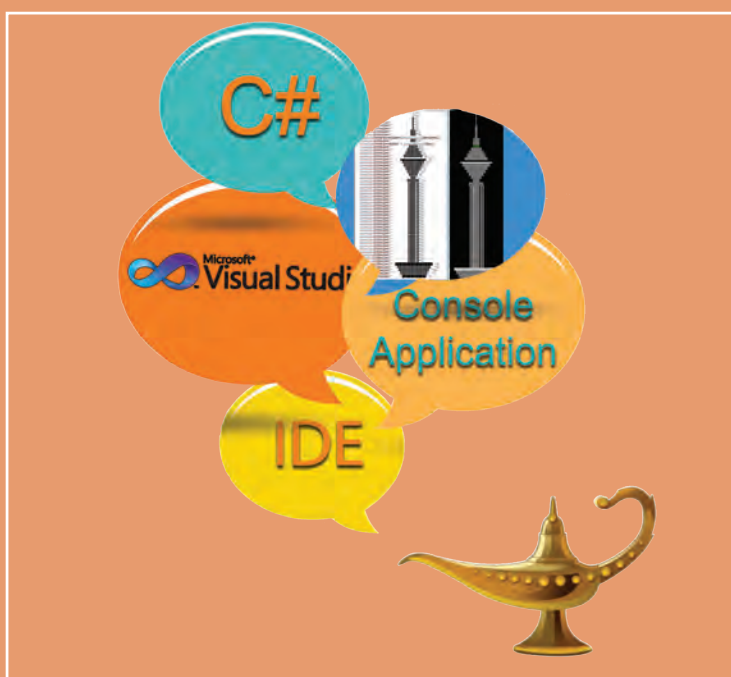 C#
Microsoft®
Visual Studi
Console
Application
IDE